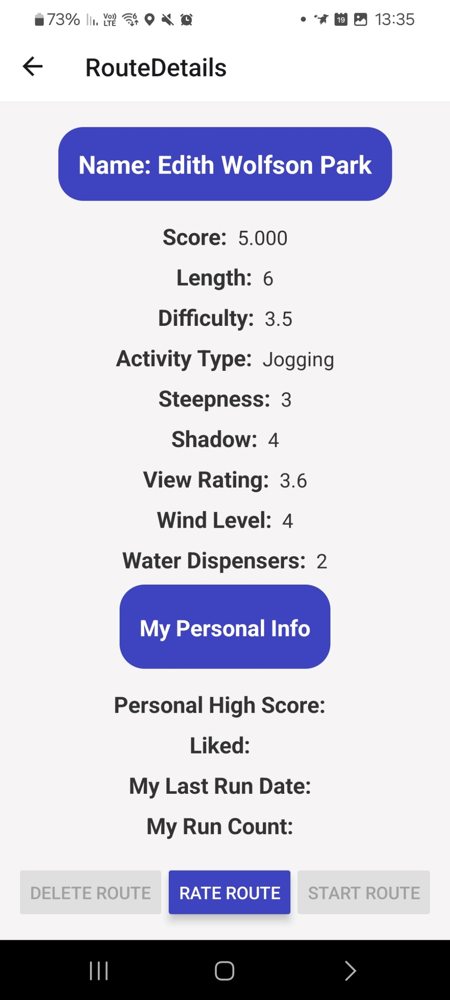 73% Vo)) LTE 6 19 13:35
RouteDetails
Name: Edith Wolfson Park
Score: 5.000
Length: 6
Difficulty: 3.5
Activity Type: Jogging
Steepness: 3
Shadow: 4
View Rating: 3.6
Wind Level: 4
Water Dispensers: 2
My Personal Info
Personal High Score:
Liked:
My Last Run Date:
My Run Count:
DELETE ROUTE RATE ROUTE START ROUTE